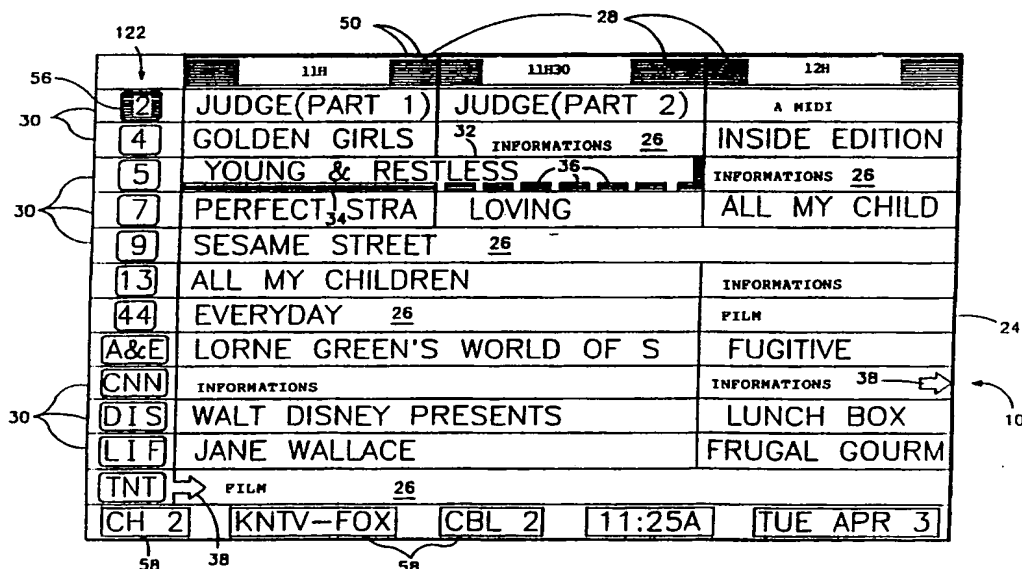 50 28
122
11H 11H30 12H
56
2 JUDGE(PART 1) JUDGE(PART 2) A MIDI
30
4 GOLDEN GIRLS 32 INFORMATIONS 26 INSIDE EDITION
5 YOUNG & RESTLESS 36 INFORMATIONS 26
30
7 PERFECT STRA 34 LOVING ALL MY CHILD
9 SESAME STREET 26
13 ALL MY CHILDREN INFORMATIONS
44 EVERYDAY 26 FILM 24
A&E LORNE GREEN'S WORLD OF S FUGITIVE
CNN INFORMATIONS INFORMATIONS 38
30 DIS WALT DISNEY PRESENTS LUNCH BOX 10
LIF JANE WALLACE FRUGAL GOURM
TNT FILM 26
CH 2 KNTV-FOX CBL 2 11:25A TUE APR 3
58 38 58